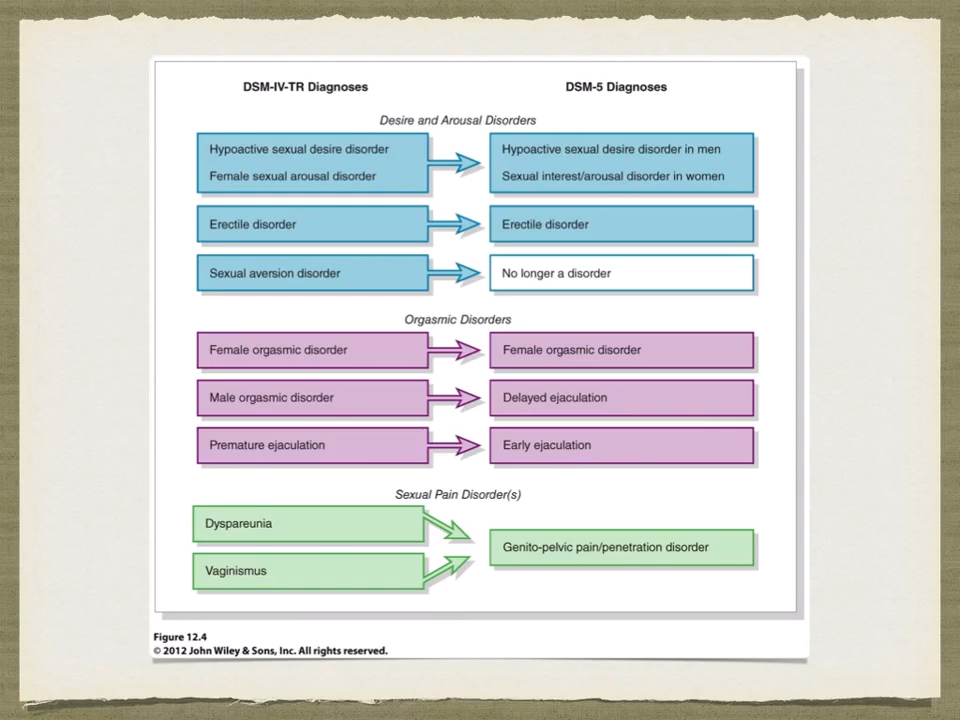 DSM-IV-TR Diagnoses
DSM-5 Diagnoses
Desire and Arousal Disorders
Hypoactive sexual desire disorder
Female sexual arousal disorder
Hypoactive sexual desire disorder in men
Sexual interest/arousal disorder in women
Erectile disorder
Erectile disorder
Sexual aversion disorder
No longer a disorder
Orgasmic Disorders
Female orgasmic disorder
Female orgasmic disorder
Male orgasmic disorder
Delayed ejaculation
Premature ejaculation
Early ejaculation
Sexual Pain Disorder(s)
Dyspareunia
Vaginismus
Genito-pelvic pain/penetration disorder
Figure 12.4
© 2012 John Wiley & Sons, Inc. All rights reserved.